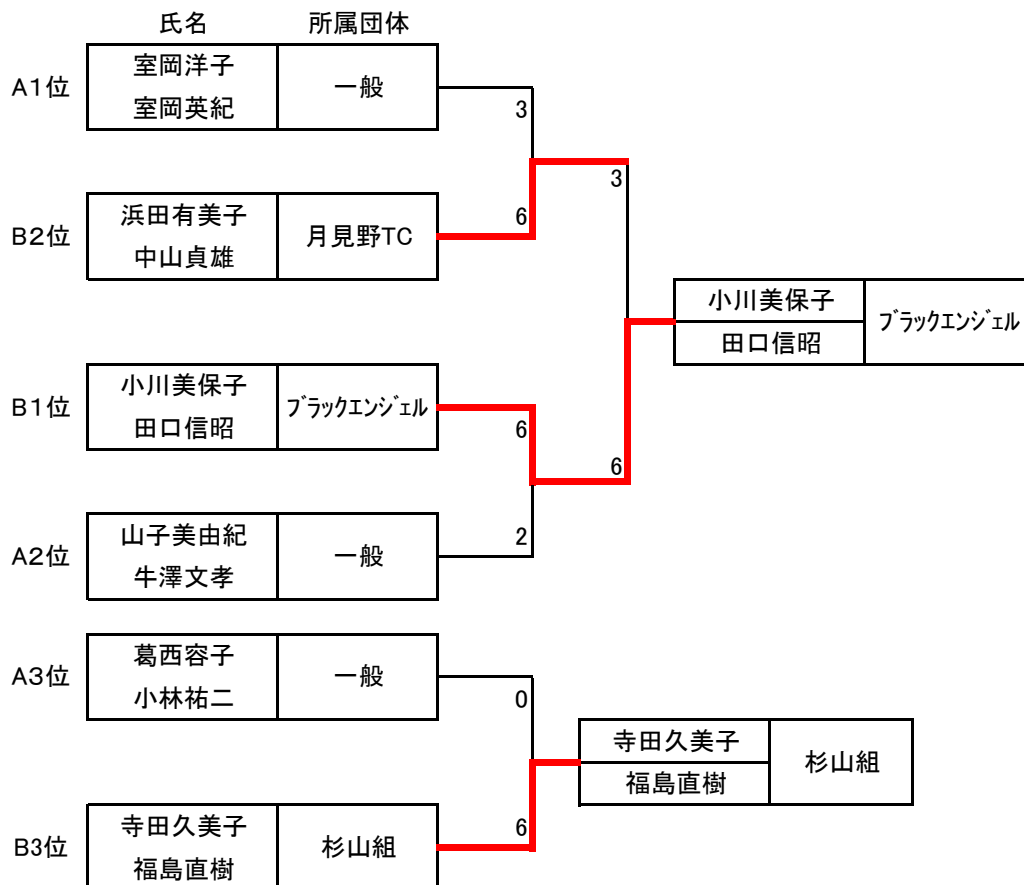 氏名 所属団体
A1位 室岡洋子 一般
室岡英紀
3
3
B2位 浜田有美子 月見野TC
中山貞雄
6
小川美保子 ブラックエンジェル
田口信昭
B1位 小川美保子 ブラックエンジェル
田口信昭
6
6
A2位 山子美由紀 一般
牛澤文孝
2
A3位 葛西容子 一般
小林祐二
0
寺田久美子 杉山組
福島直樹
B3位 寺田久美子 杉山組
福島直樹
6